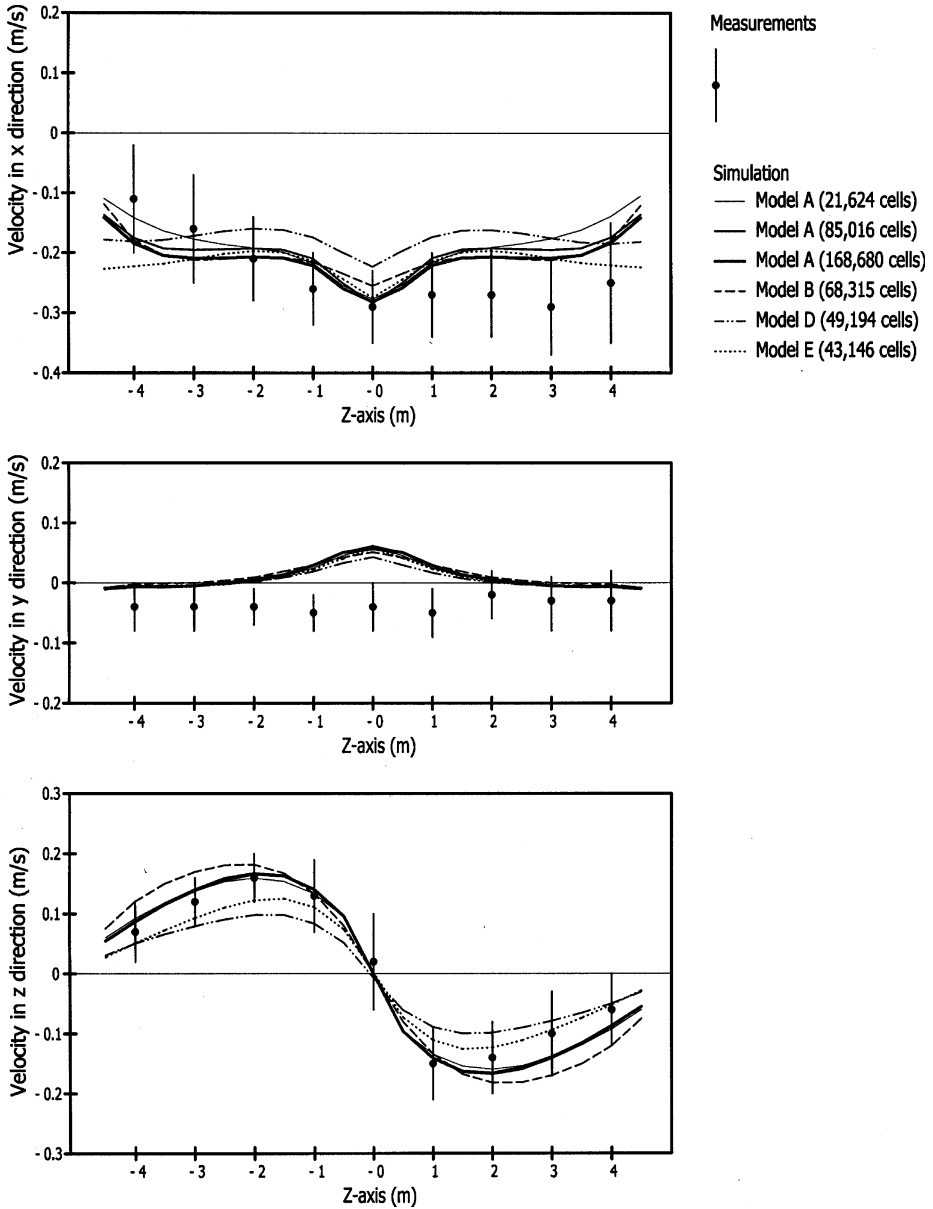 Velocity in x direction (m/s)
0.2
0.1
0
- 0.1
- 0.2
- 0.3
- 0.4
- 4 - 3 - 2 - 1 - 0 1 2 3 4
Z-axis (m)
Measurements
Simulation
Model A (21,624 cells)
Model A (85,016 cells)
Model A (168,680 cells)
Model B (68,315 cells)
Model D (49,194 cells)
Model E (43,146 cells)
Velocity in y direction (m/s)
0.2
0.1
0
- 0.1
- 0.2
- 4 - 3 - 2 - 1 - 0 1 2 3 4
Z-axis (m)
Velocity in z direction (m/s)
0.3
0.2
0.1
0
- 0.1
- 0.2
- 0.3
- 4 - 3 - 2 - 1 - 0 1 2 3 4
Z-axis (m)